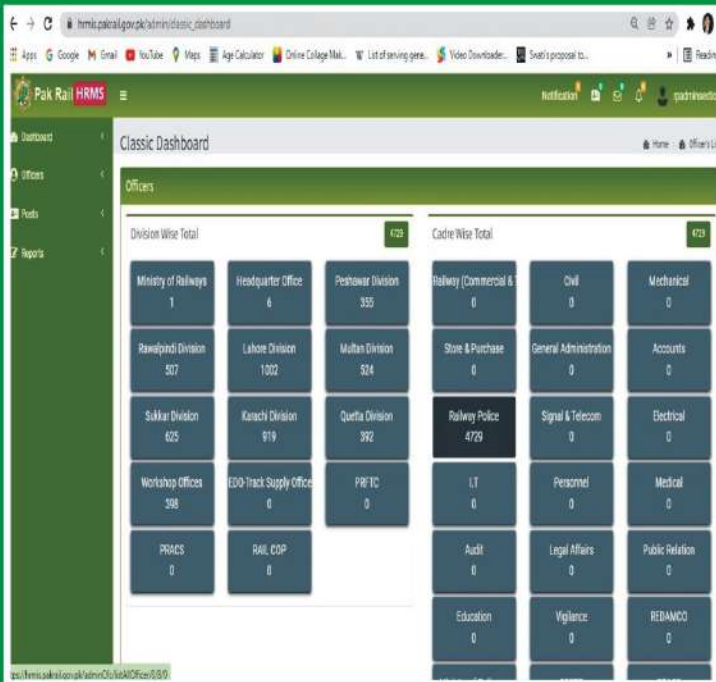 hrmis.pakrail.gov.pk/admin/classic_dashboard
Apps Google Gmail YouTube Maps Age Calculator Online Collage Mak... List of serving gene... Video Downloader... Swati's proposal to... » Reading
Pak Rail HRMS Notification
Dashboard
Officers
Posts
Reports
Classic Dashboard Home Officer's Li
Officers
Division Wise Total 4729
Ministry of Railways
1
Headquarter Office
6
Peshawar Division
355
Rawalpindi Division
507
Lahore Division
1002
Multan Division
524
Sukkar Division
625
Karachi Division
919
Quetta Division
392
Workshop Offices
398
EDO-Track Supply Office
0
PRFTC
0
PRACS
0
RAIL COP
0
Cadre Wise Total 4729
Railway (Commercial & T
0
Civil
0
Mechanical
0
Store & Purchase
0
General Administration
0
Accounts
0
Railway Police
4729
Signal & Telecom
0
Electrical
0
I.T
0
Personnel
0
Medical
0
Audit
0
Legal Affairs
0
Public Relation
0
Education
0
Vigilance
0
REDAMCO
0